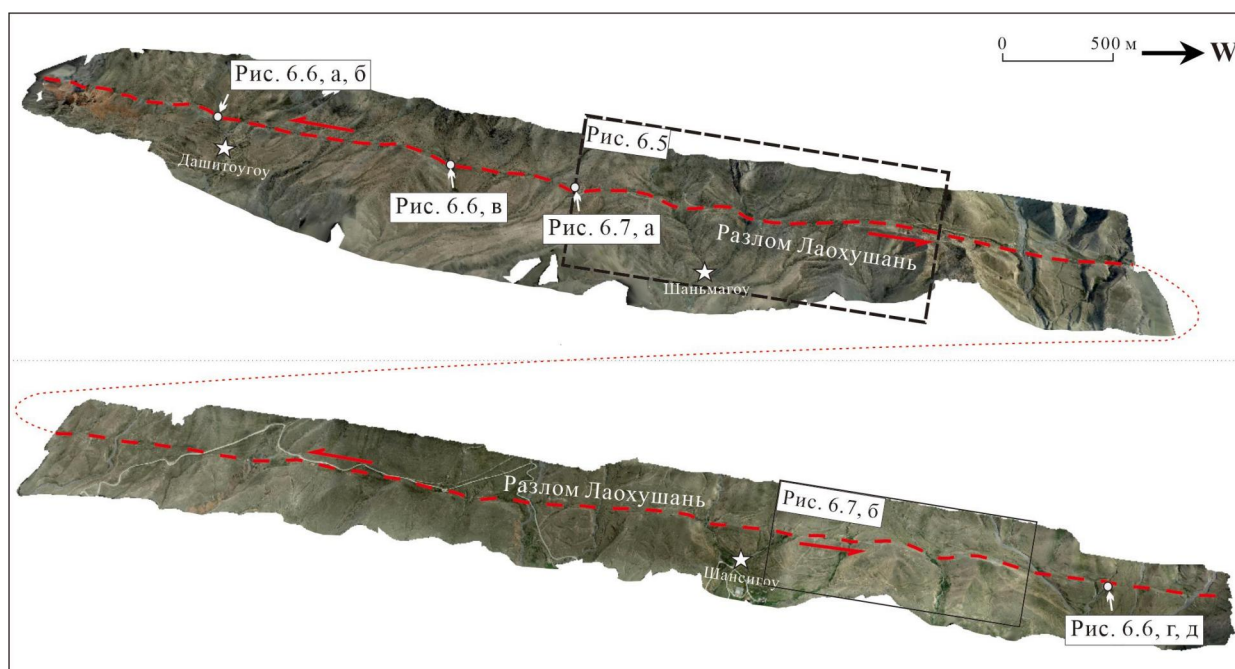 0 500 м W
Рис. 6.6, а, б
Рис. 6.5
Дашитоугоу
Рис. 6.6, в
Рис. 6.7, а
Разлом Лаохушань
Шаньмагоу
Разлом Лаохушань
Рис. 6.7, б
Шансигоу
Рис. 6.6, г, д